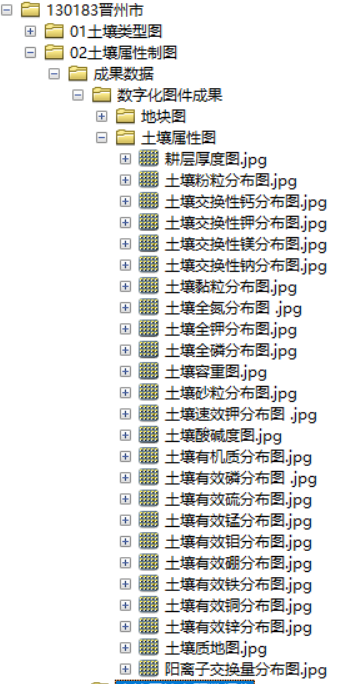 130183晋州市
01土壤类型图
02土壤属性制图
成果数据
数字化图件成果
地块图
土壤属性图
耕层厚度图.jpg
土壤粉粒分布图.jpg
土壤交换性钙分布图.jpg
土壤交换性钾分布图.jpg
土壤交换性镁分布图.jpg
土壤交换性钠分布图.jpg
土壤黏粒分布图.jpg
土壤全氮分布图 .jpg
土壤全钾分布图.jpg
土壤全磷分布图.jpg
土壤容重图.jpg
土壤砂粒分布图.jpg
土壤速效钾分布图 .jpg
土壤酸碱度图.jpg
土壤有机质分布图.jpg
土壤有效磷分布图 .jpg
土壤有效硫分布图.jpg
土壤有效锰分布图.jpg
土壤有效钼分布图.jpg
土壤有效硼分布图.jpg
土壤有效铁分布图.jpg
土壤有效铜分布图.jpg
土壤有效锌分布图.jpg
土壤质地图.jpg
阳离子交换量分布图.jpg